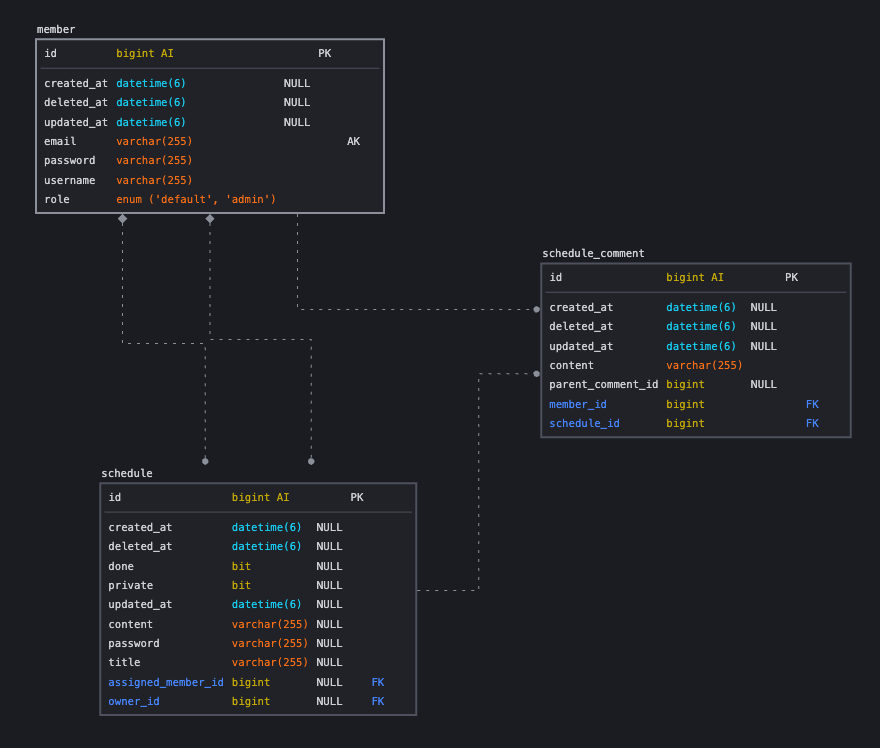 member
id bigint AI PK
created_at datetime(6) NULL
deleted_at datetime(6) NULL
updated_at datetime(6) NULL
email varchar(255) AK
password varchar(255)
username varchar(255)
role enum ('default', 'admin')
schedule_comment
id bigint AI PK
created_at datetime(6) NULL
deleted_at datetime(6) NULL
updated_at datetime(6) NULL
content varchar(255)
parent_comment_id bigint NULL
member_id bigint FK
schedule_id bigint FK
schedule
id bigint AI PK
created_at datetime(6) NULL
deleted_at datetime(6) NULL
done bit NULL
private bit NULL
updated_at datetime(6) NULL
content varchar(255) NULL
password varchar(255) NULL
title varchar(255) NULL
assigned_member_id bigint NULL FK
owner_id bigint NULL FK